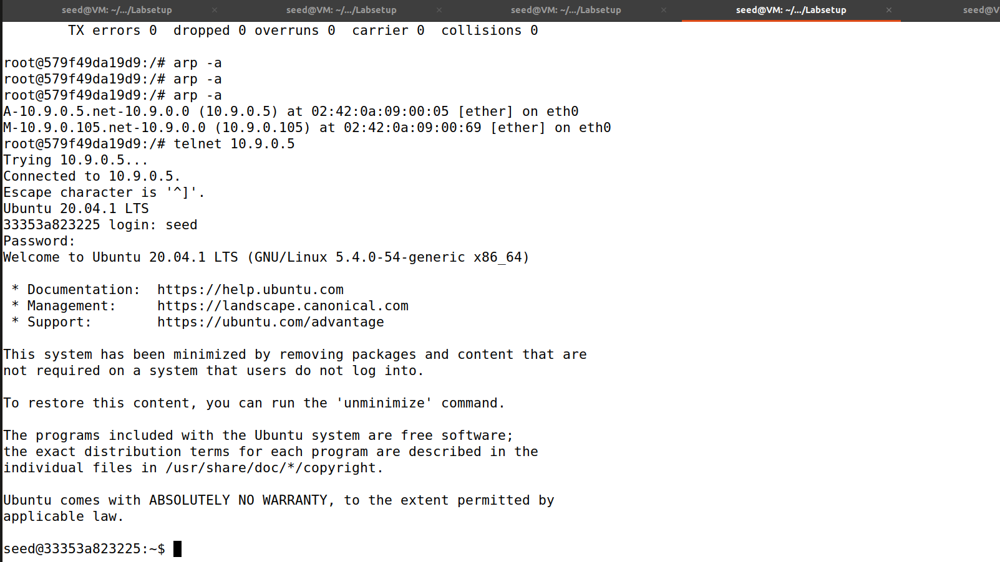 seed@VM: ~/.../Labsetup × seed@VM: ~/.../Labsetup × seed@VM: ~/.../Labsetup × seed@VM: ~/.../Labsetup × seed@V
        TX errors 0  dropped 0 overruns 0  carrier 0  collisions 0
root@579f49da19d9:/# arp -a
root@579f49da19d9:/# arp -a
root@579f49da19d9:/# arp -a
A-10.9.0.5.net-10.9.0.0 (10.9.0.5) at 02:42:0a:09:00:05 [ether] on eth0
M-10.9.0.105.net-10.9.0.0 (10.9.0.105) at 02:42:0a:09:00:69 [ether] on eth0
root@579f49da19d9:/# telnet 10.9.0.5
Trying 10.9.0.5...
Connected to 10.9.0.5.
Escape character is '^]'.
Ubuntu 20.04.1 LTS
33353a823225 login: seed
Password:
Welcome to Ubuntu 20.04.1 LTS (GNU/Linux 5.4.0-54-generic x86_64)
 * Documentation:  https://help.ubuntu.com
 * Management:     https://landscape.canonical.com
 * Support:        https://ubuntu.com/advantage
This system has been minimized by removing packages and content that are
not required on a system that users do not log into.
To restore this content, you can run the 'unminimize' command.
The programs included with the Ubuntu system are free software;
the exact distribution terms for each program are described in the
individual files in /usr/share/doc/*/copyright.
Ubuntu comes with ABSOLUTELY NO WARRANTY, to the extent permitted by
applicable law.
seed@33353a823225:~$